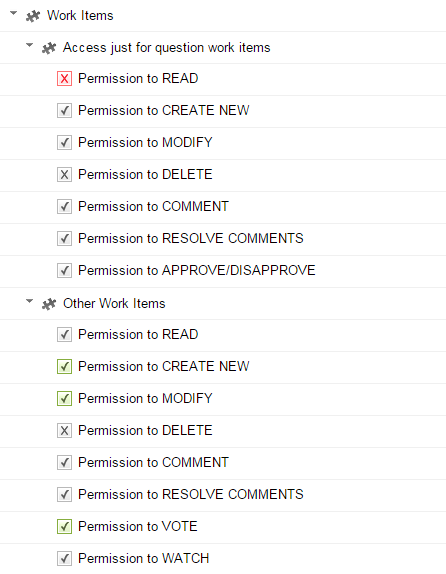 Work Items
Access just for question work items
Permission to READ
Permission to CREATE NEW
Permission to MODIFY
Permission to DELETE
Permission to COMMENT
Permission to RESOLVE COMMENTS
Permission to APPROVE/DISAPPROVE
Other Work Items
Permission to READ
Permission to CREATE NEW
Permission to MODIFY
Permission to DELETE
Permission to COMMENT
Permission to RESOLVE COMMENTS
Permission to VOTE
Permission to WATCH